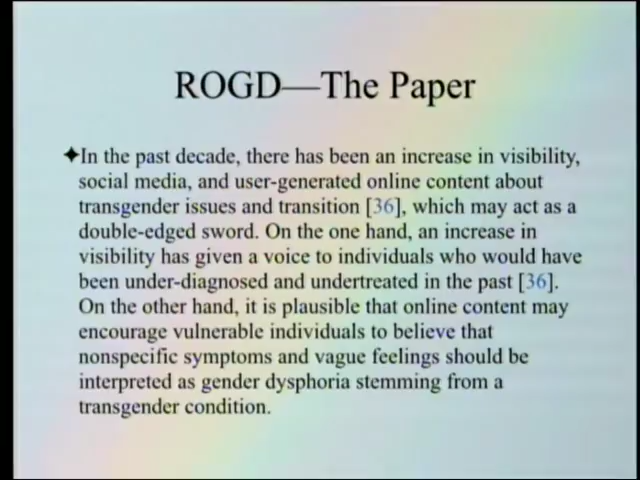 ROGD—The Paper
✦In the past decade, there has been an increase in visibility,
social media, and user-generated online content about
transgender issues and transition [36], which may act as a
double-edged sword. On the one hand, an increase in
visibility has given a voice to individuals who would have
been under-diagnosed and undertreated in the past [36].
On the other hand, it is plausible that online content may
encourage vulnerable individuals to believe that
nonspecific symptoms and vague feelings should be
interpreted as gender dysphoria stemming from a
transgender condition.